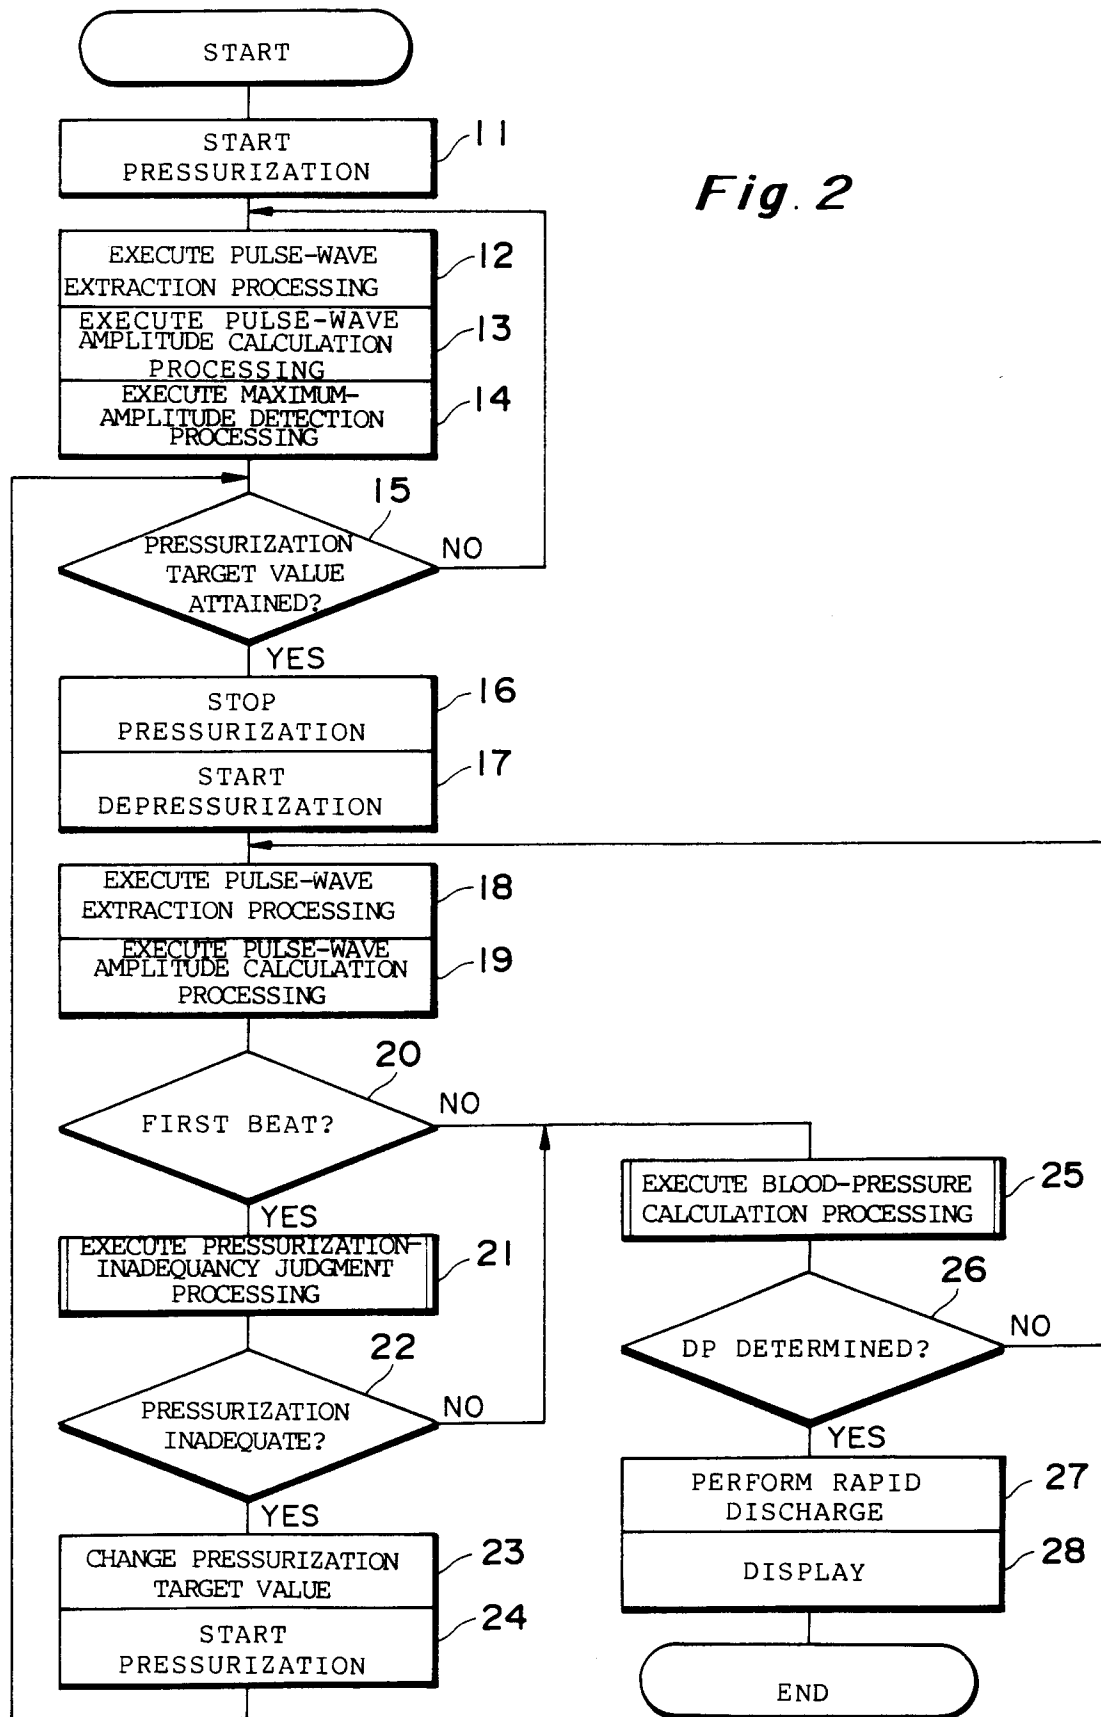 START
START
PRESSURIZATION
11
Fig. 2
EXECUTE PULSE-WAVE
EXTRACTION PROCESSING
12
EXECUTE PULSE-WAVE
AMPLITUDE CALCULATION
PROCESSING
13
EXECUTE MAXIMUM-
AMPLITUDE DETECTION
PROCESSING
14
15
PRESSURIZATION
TARGET VALUE
ATTAINED?
NO
YES
STOP
PRESSURIZATION
16
START
DEPRESSURIZATION
17
EXECUTE PULSE-WAVE
EXTRACTION PROCESSING
18
EXECUTE PULSE-WAVE
AMPLITUDE CALCULATION
PROCESSING
19
20
FIRST BEAT?
NO
YES
EXECUTE PRESSURIZATION-
INADEQUANCY JUDGMENT
PROCESSING
21
22
PRESSURIZATION
INADEQUATE?
NO
YES
CHANGE PRESSURIZATION
TARGET VALUE
23
START
PRESSURIZATION
24
EXECUTE BLOOD-PRESSURE
CALCULATION PROCESSING
25
26
DP DETERMINED?
NO
YES
PERFORM RAPID
DISCHARGE
27
DISPLAY
28
END